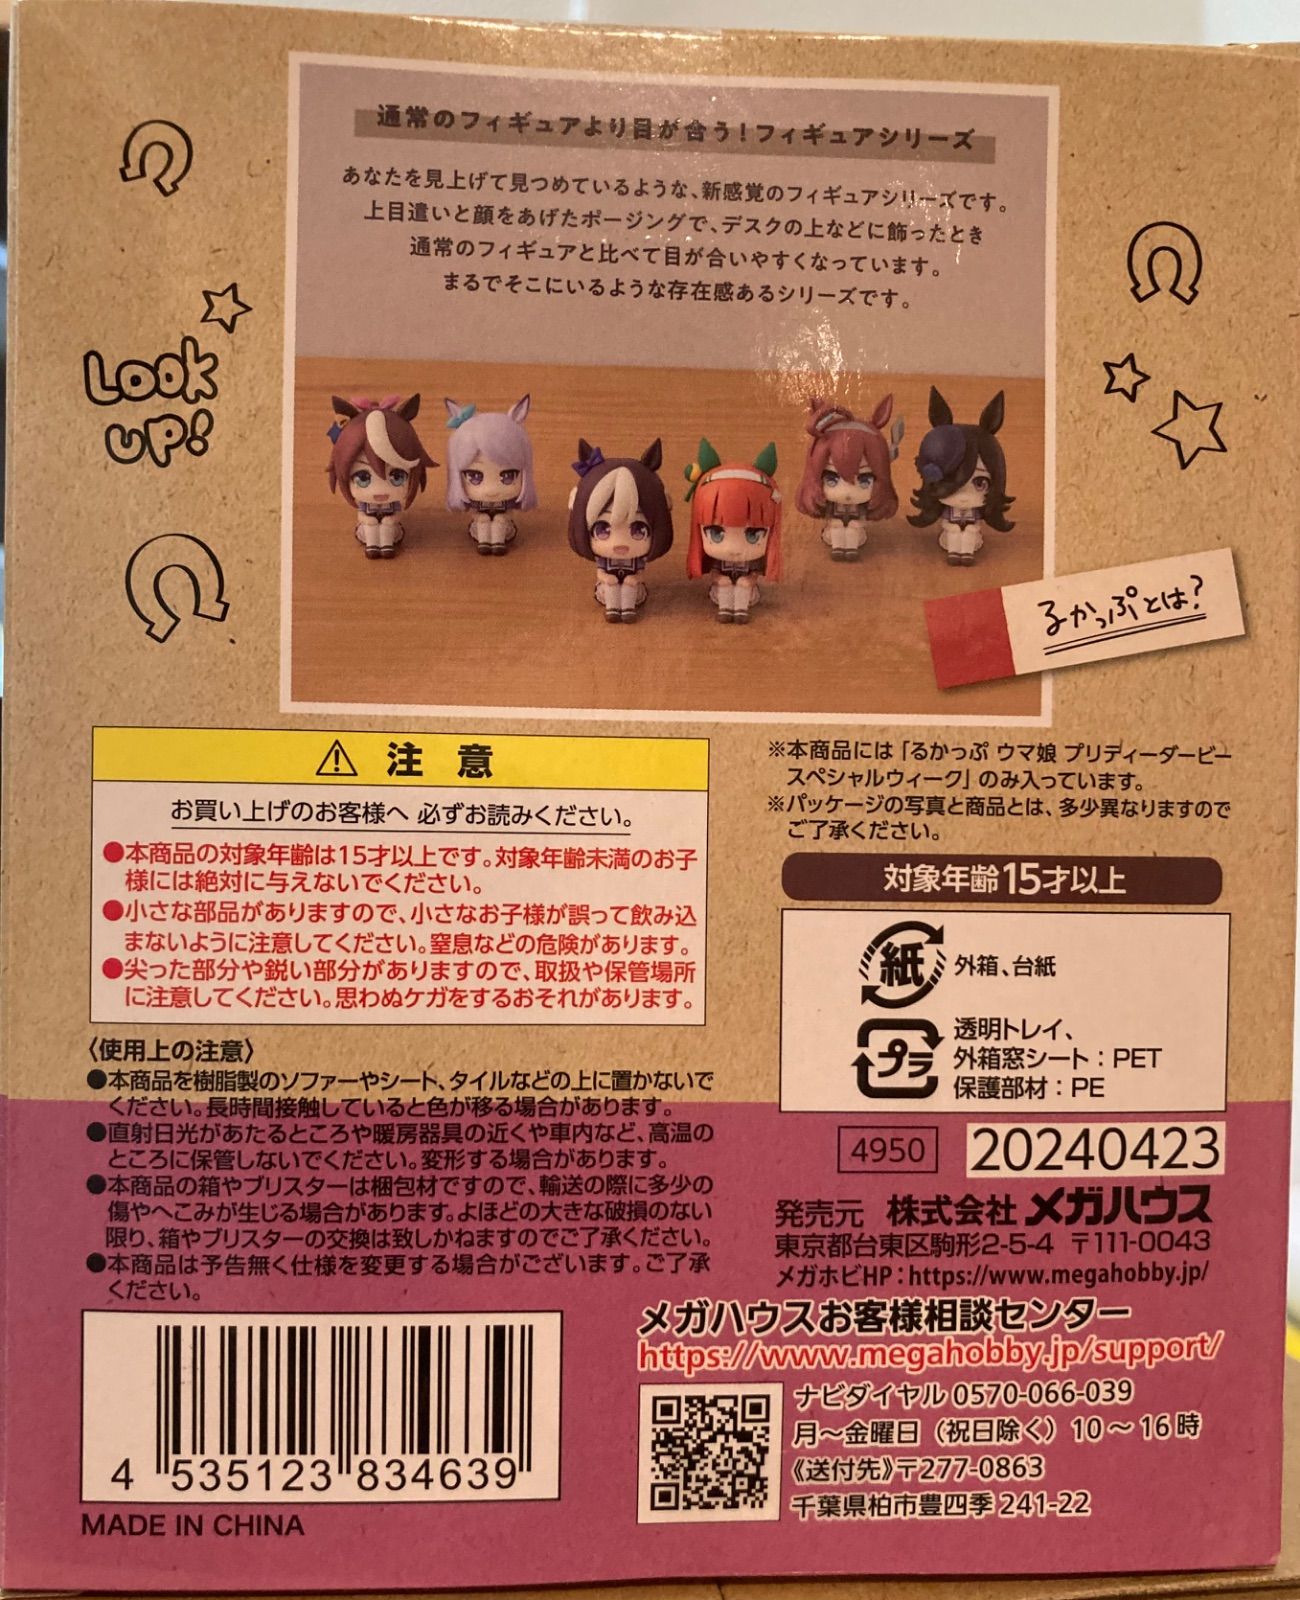 通常のフィギュアより目が合う!フィギュアシリーズ
あなたを見上げて見つめているような、新感覚のフィギュアシリーズです。
上目遣いと顔をあげたポージングで、デスクの上などに飾ったとき
通常のフィギュアと比べて目が合いやすくなっています。
まるでそこにいるような存在感あるシリーズです。
Look
up!
るかっぷとは?
注意
お買い上げのお客様へ 必ずお読みください。
●本商品の対象年齢は15才以上です。対象年齢未満のお子
様には絶対に与えないでください。
●小さな部品がありますので、小さなお子様が誤って飲み込
まないように注意してください。窒息などの危険があります。
●尖った部分や鋭い部分がありますので、取扱や保管場所
に注意してください。思わぬケガをするおそれがあります。
〈使用上の注意〉
●本商品を樹脂製のソファーやシート、タイルなどの上に置かないで
ください。長時間接触していると色が移る場合があります。
●直射日光があたるところや暖房器具の近くや車内など、高温の
ところに保管しないでください。変形する場合があります。
●本商品の箱やブリスターは梱包材ですので、輸送の際に多少の
傷やへこみが生じる場合があります。よほどの大きな破損のない
限り、箱やブリスターの交換は致しかねますのでご了承ください。
●本商品は予告無く仕様を変更する場合がございます。ご了承
ください。
4 535123 834639
MADE IN CHINA
※本商品には「るかっぷ ウマ娘 プリティーダービー
スペシャルウィーク」のみ入っています。
※パッケージの写真と商品とは、多少異なりますので
ご了承ください。
対象年齢15才以上
紙 外箱、台紙
プラ 透明トレイ、
外箱窓シート:PET
保護部材:PE
4950 20240423
発売元 株式会社メガハウス
東京都台東区駒形2-5-4 〒111-0043
メガホビHP:https://www.megahobby.jp/
メガハウスお客様相談センター
https://www.megahobby.jp/support/
ナビダイヤル 0570-066-039
月〜金曜日(祝日除く)10〜16時
《送付先》〒277-0863
千葉県柏市豊四季241-22